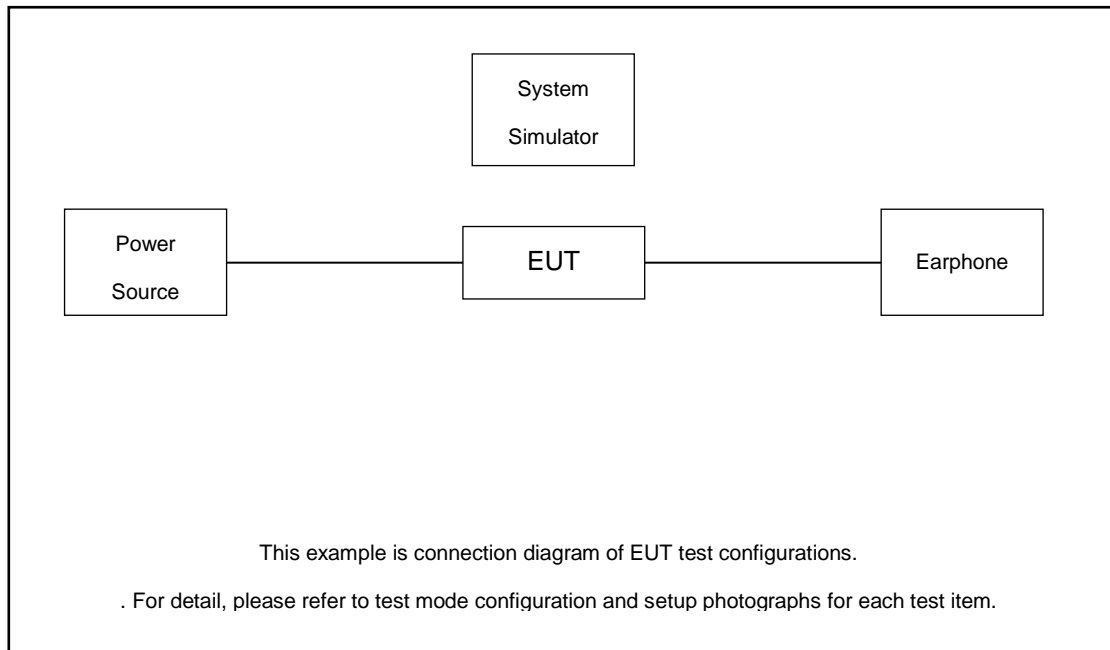 System
Simulator
Power
Source
EUT
Earphone
This example is connection diagram of EUT test configurations.
. For detail, please refer to test mode configuration and setup photographs for each test item.